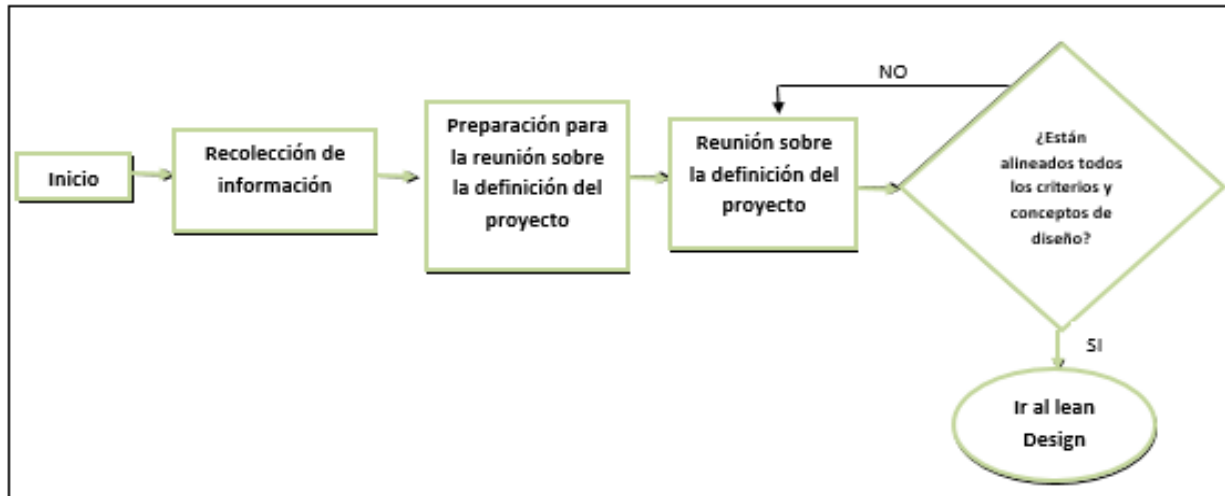 Inicio
Recolección de
información
Preparación para
la reunión sobre
la definición del
proyecto
Reunión sobre
la definición del
proyecto
NO
¿Están
alineados todos
los criterios y
conceptos de
diseño?
SI
Ir al lean
Design